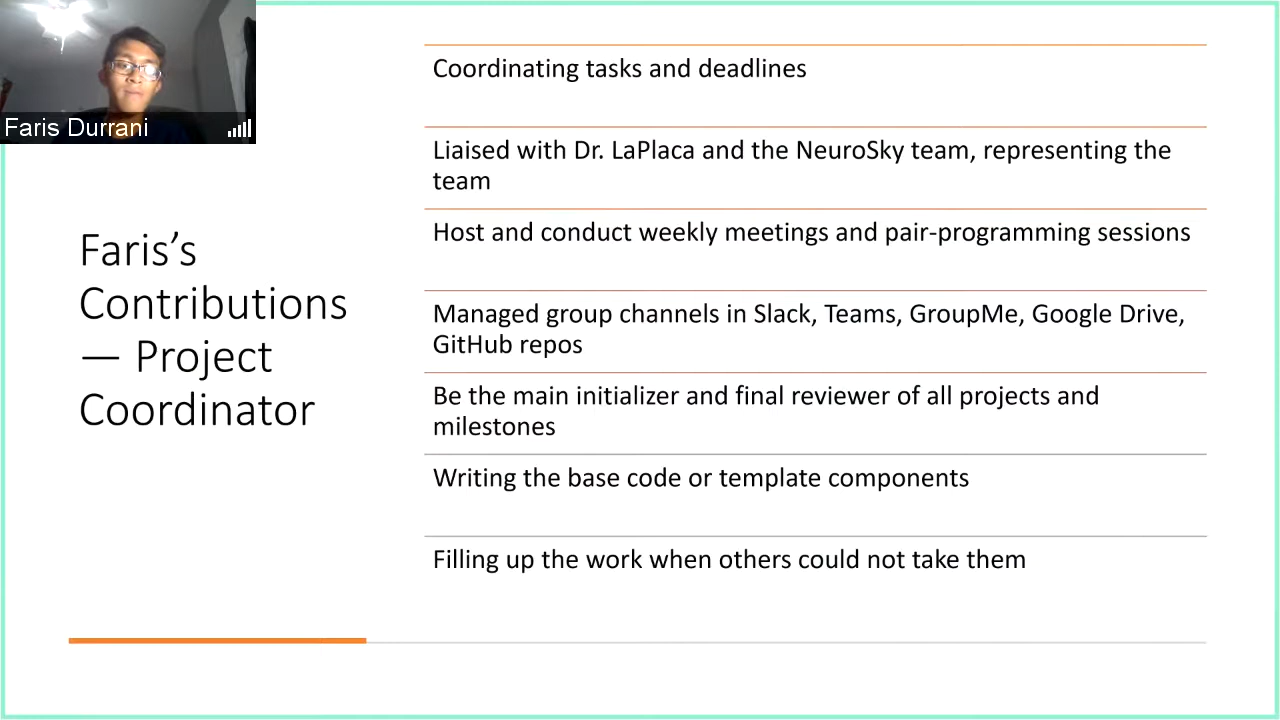 Faris Durrani
Faris’s
Contributions
— Project
Coordinator
Coordinating tasks and deadlines
Liaised with Dr. LaPlaca and the NeuroSky team, representing the
team
Host and conduct weekly meetings and pair-programming sessions
Managed group channels in Slack, Teams, GroupMe, Google Drive,
GitHub repos
Be the main initializer and final reviewer of all projects and
milestones
Writing the base code or template components
Filling up the work when others could not take them